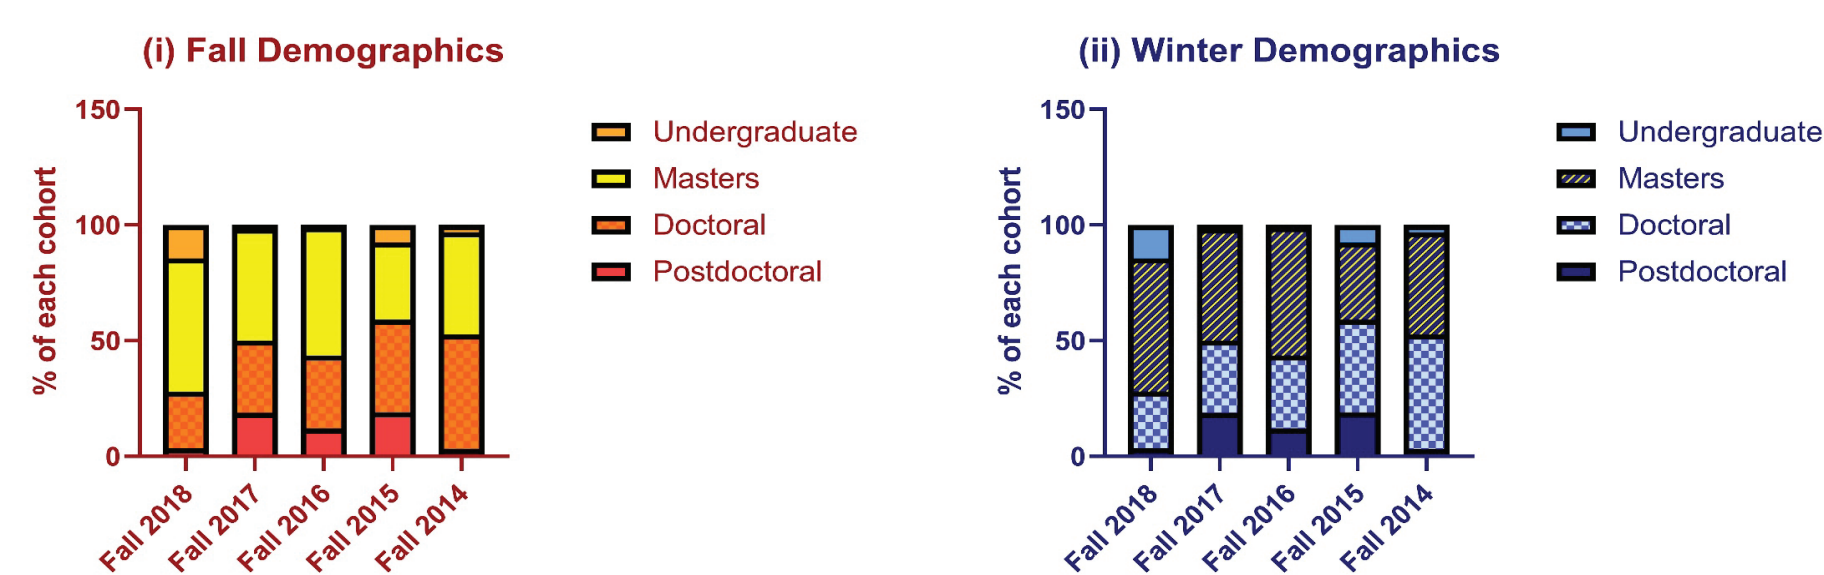 (i) Fall Demographics
% of each cohort
150
100
50
0
Fall 2018
Fall 2017
Fall 2016
Fall 2015
Fall 2014
Undergraduate
Masters
Doctoral
Postdoctoral
(ii) Winter Demographics
% of each cohort
150
100
50
0
Fall 2018
Fall 2017
Fall 2016
Fall 2015
Fall 2014
Undergraduate
Masters
Doctoral
Postdoctoral